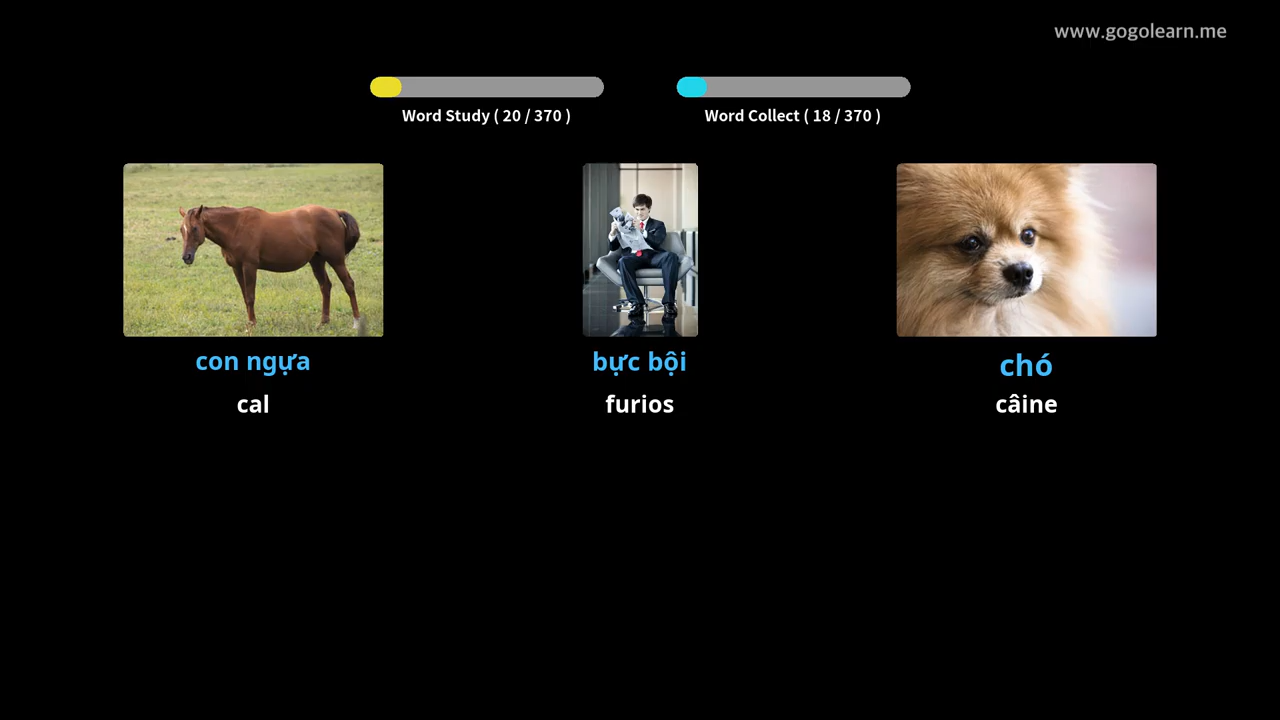 www.gogolearn.me
Word Study ( 20 / 370 )
Word Collect ( 18 / 370 )
con ngựa
bực bội
chó
cal
furios
câine